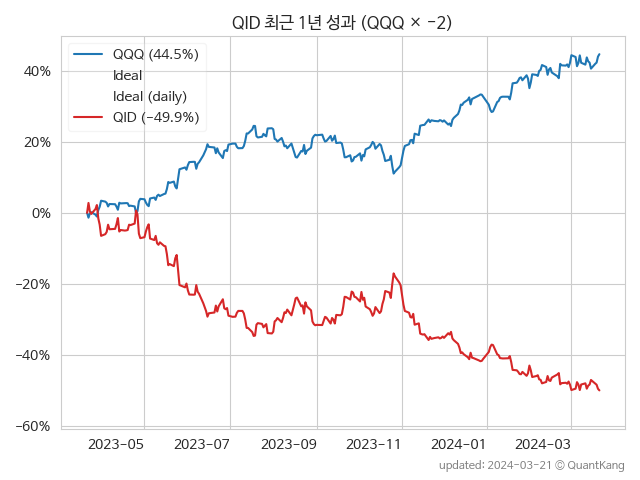 QID 최근 1년 성과 (QQQ × −2)
QQQ (44.5%)
Ideal
Ideal (daily)
QID (−49.9%)
40%
20%
0%
−20%
−40%
−60%
2023−05 2023−07 2023−09 2023−11 2024−01 2024−03
updated: 2024-03-21 © QuantKang